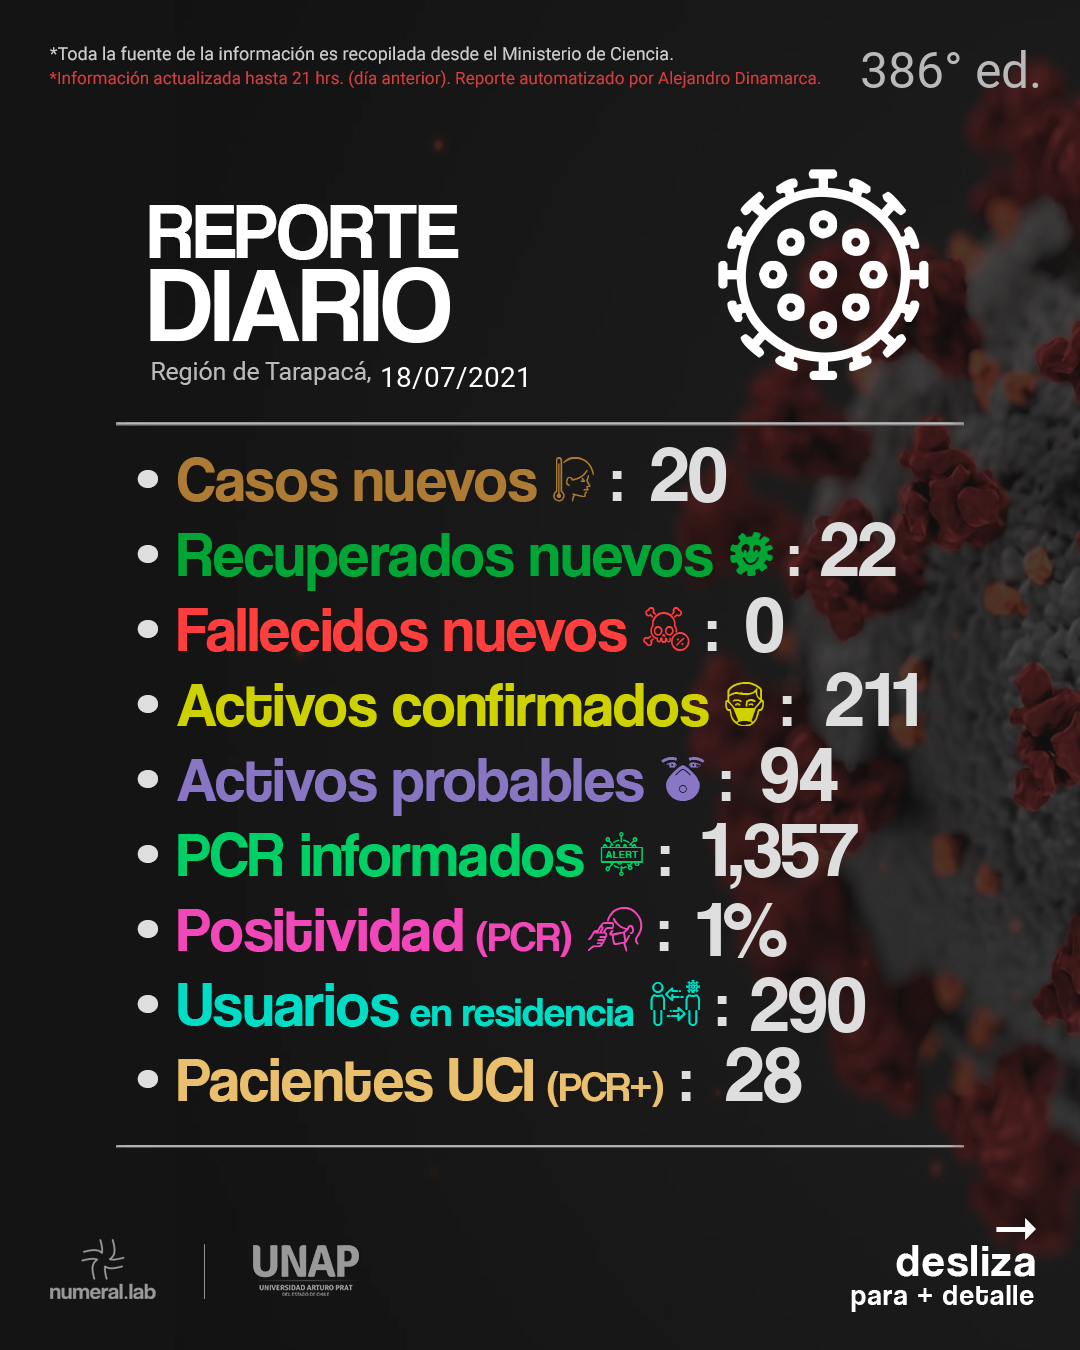 *Toda la fuente de la información es recopilada desde el Ministerio de Ciencia.
*Información actualizada hasta 21 hrs. (día anterior). Reporte automatizado por Alejandro Dinamarca.
386° ed.
REPORTE
DIARIO
Región de Tarapacá, 18/07/2021
• Casos nuevos : 20
• Recuperados nuevos : 22
• Fallecidos nuevos : 0
• Activos confirmados : 211
• Activos probables : 94
• PCR informados ALERT : 1,357
• Positividad (PCR) : 1%
• Usuarios en residencia : 290
• Pacientes UCI (PCR+) : 28
numeral.lab
UNAP
UNIVERSIDAD ARTURO PRAT
DEL ESTADO DE CHILE
→
desliza
para + detalle